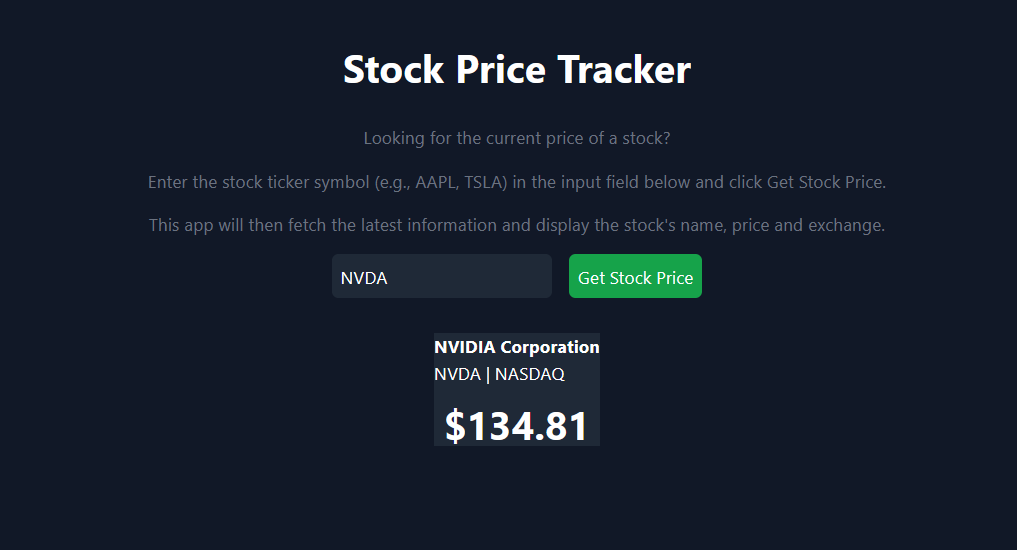 Stock Price Tracker
Looking for the current price of a stock?
Enter the stock ticker symbol (e.g., AAPL, TSLA) in the input field below and click Get Stock Price.
This app will then fetch the latest information and display the stock's name, price and exchange.
NVDA
Get Stock Price
NVIDIA Corporation
NVDA | NASDAQ
$134.81